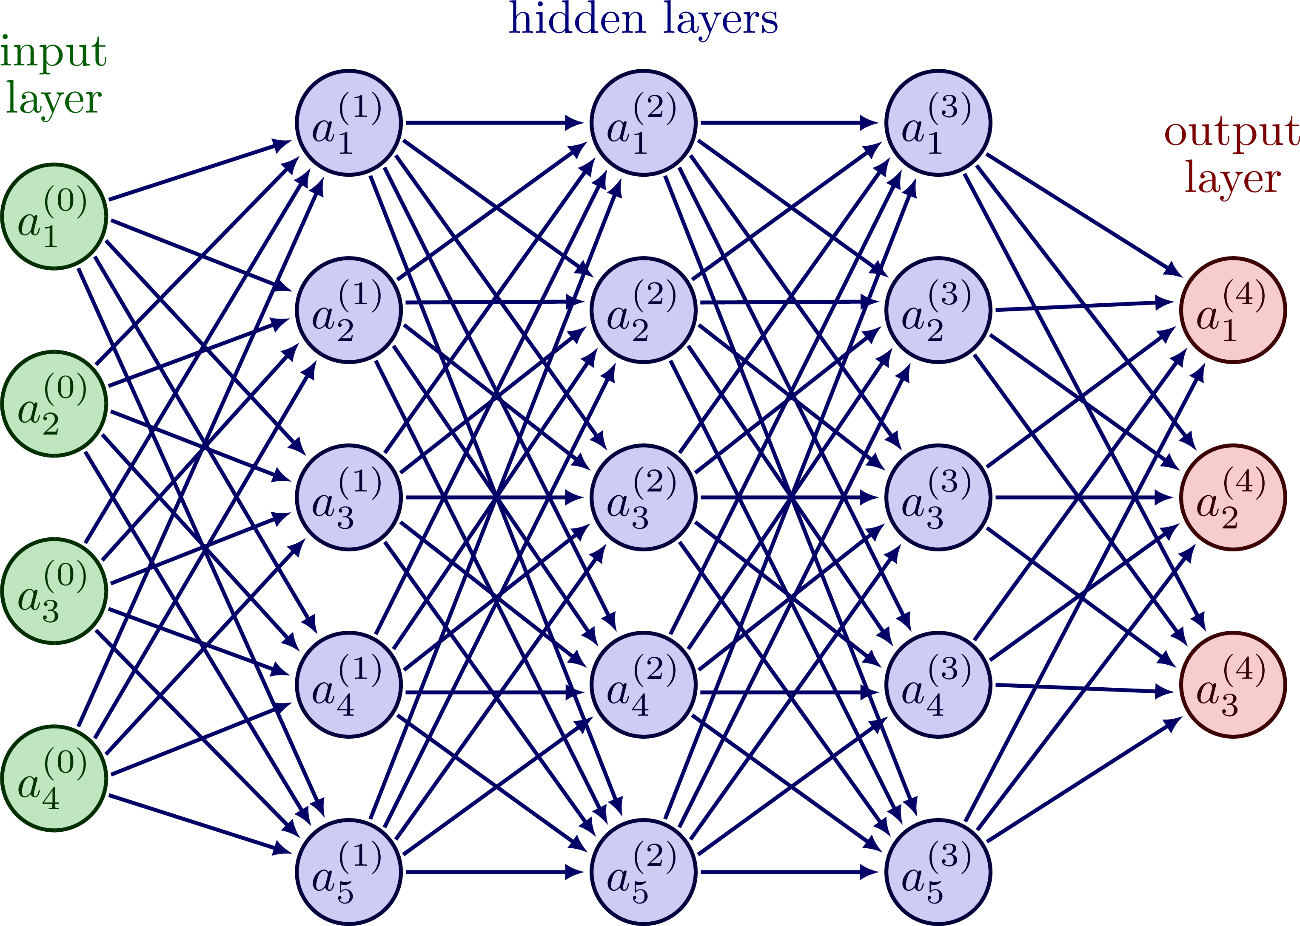 hidden layers
input
layer
output
layer
a_1^{(0)}
a_2^{(0)}
a_3^{(0)}
a_4^{(0)}
a_1^{(1)}
a_2^{(1)}
a_3^{(1)}
a_4^{(1)}
a_5^{(1)}
a_1^{(2)}
a_2^{(2)}
a_3^{(2)}
a_4^{(2)}
a_5^{(2)}
a_1^{(3)}
a_2^{(3)}
a_3^{(3)}
a_4^{(3)}
a_5^{(3)}
a_1^{(4)}
a_2^{(4)}
a_3^{(4)}